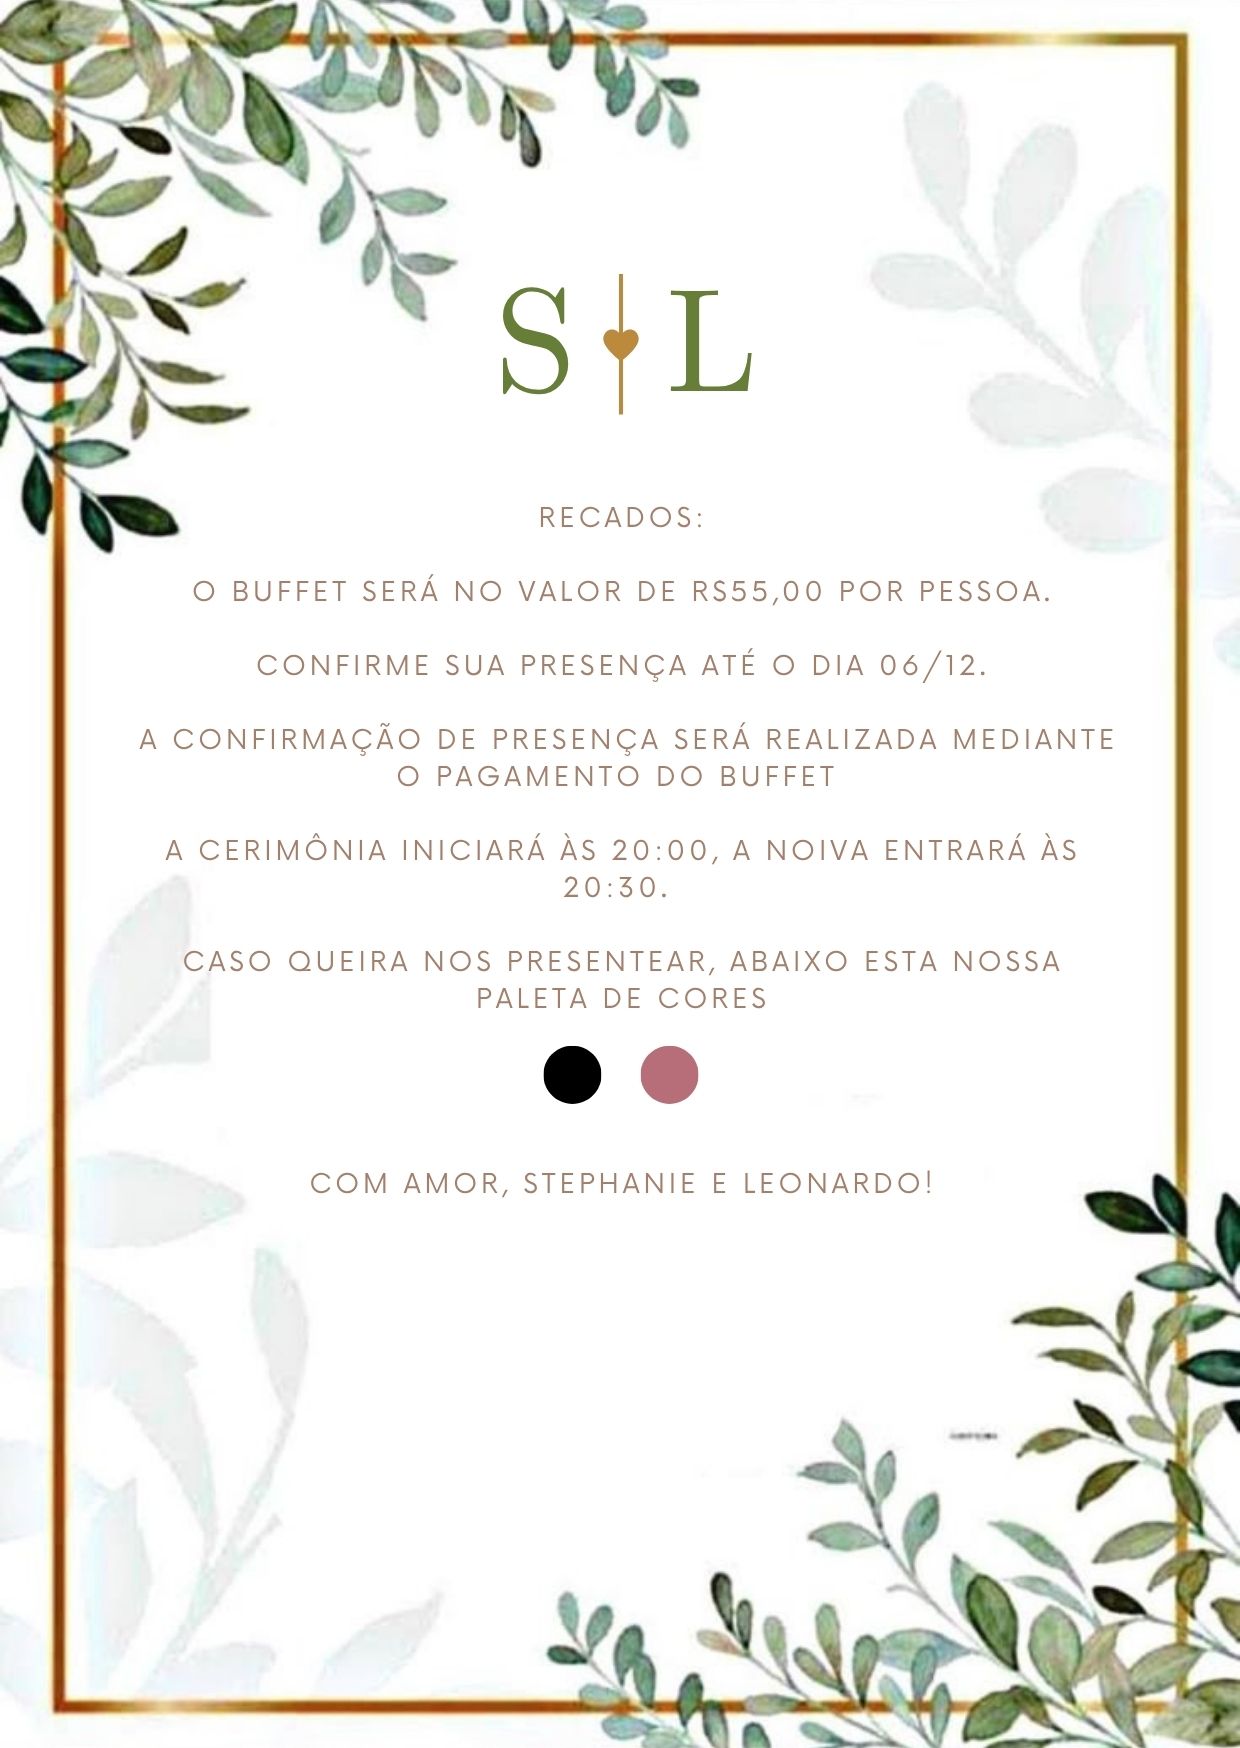 S L
RECADOS:
O BUFFET SERÁ NO VALOR DE RS55,00 POR PESSOA.
CONFIRME SUA PRESENÇA ATÉ O DIA 06/12.
A CONFIRMAÇÃO DE PRESENÇA SERÁ REALIZADA MEDIANTE
O PAGAMENTO DO BUFFET
A CERIMÔNIA INICIARÁ ÀS 20:00, A NOIVA ENTRARÁ ÀS
20:30.
CASO QUEIRA NOS PRESENTEAR, ABAIXO ESTA NOSSA
PALETA DE CORES
COM AMOR, STEPHANIE E LEONARDO!